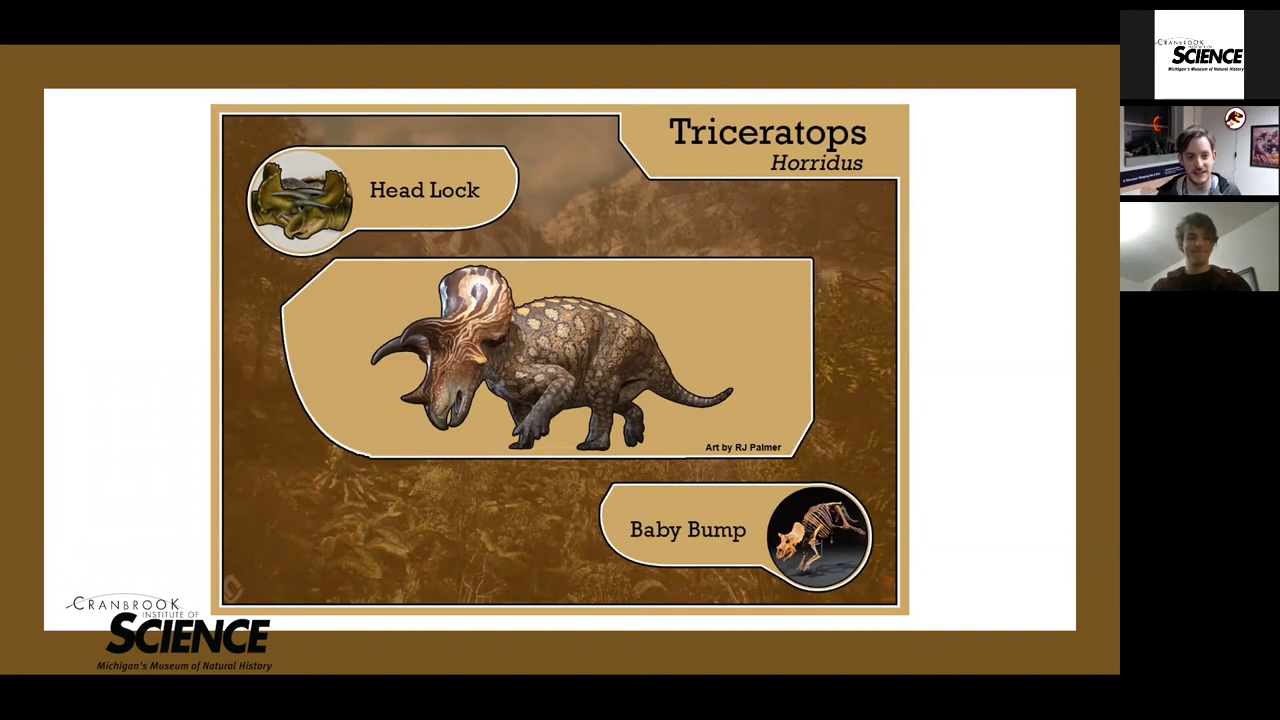 Triceratops
Horridus
Head Lock
Art by RJ Palmer
Baby Bump
CRANBROOK
INSTITUTE OF
SCIENCE
Michigan's Museum of Natural History
CRANBROOK
SCIENCE
Michigan's Museum of Natural History